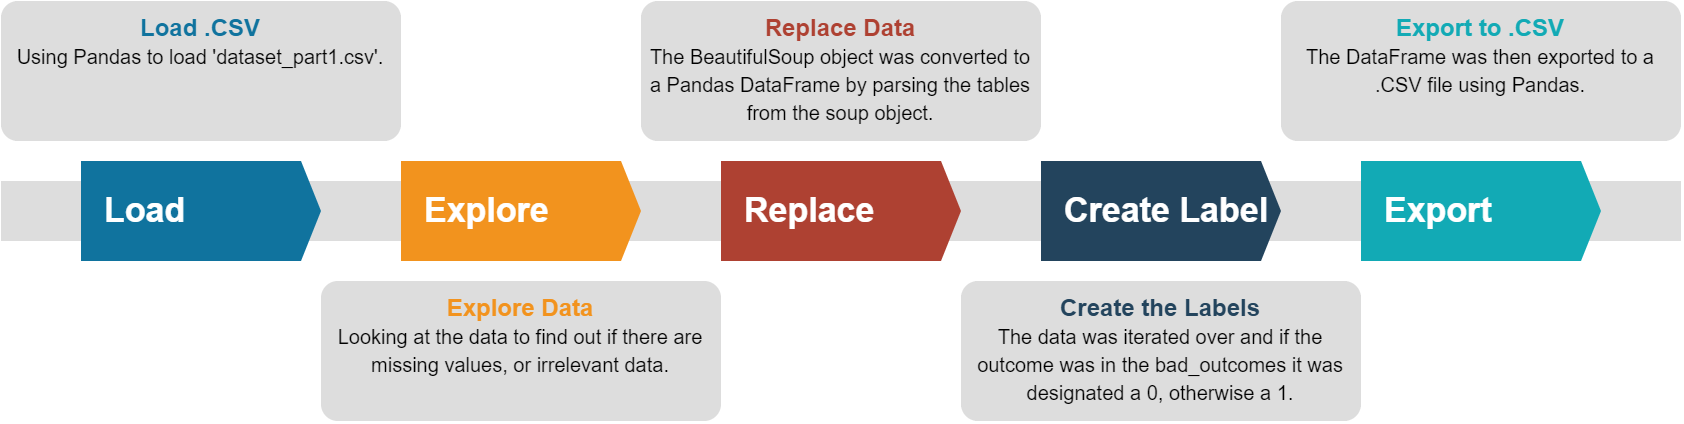 Load .CSV
Using Pandas to load 'dataset_part1.csv'.
Replace Data
The BeautifulSoup object was converted to
a Pandas DataFrame by parsing the tables
from the soup object.
Export to .CSV
The DataFrame was then exported to a
.CSV file using Pandas.
Load
Explore
Replace
Create Label
Export
Explore Data
Looking at the data to find out if there are
missing values, or irrelevant data.
Create the Labels
The data was iterated over and if the
outcome was in the bad_outcomes it was
designated a 0, otherwise a 1.